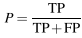 P = TP / (TP + FP)